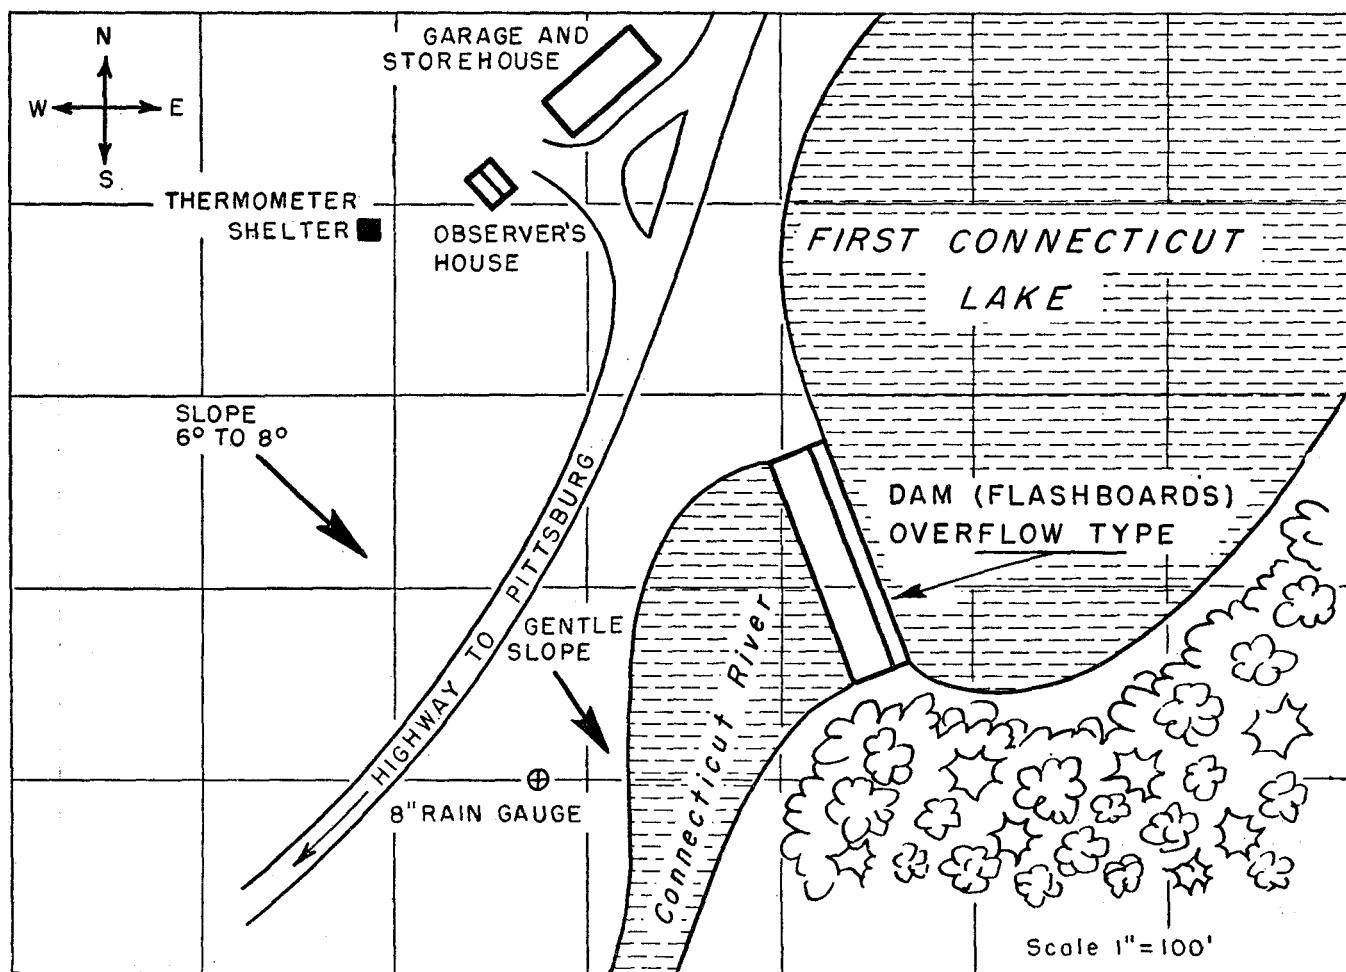 N
W E
S
GARAGE AND
STOREHOUSE
THERMOMETER
SHELTER
OBSERVER'S
HOUSE
FIRST CONNECTICUT
LAKE
SLOPE
6° TO 8°
HIGHWAY TO PITTSBURG
DAM (FLASHBOARDS)
OVERFLOW TYPE
GENTLE
SLOPE
Connecticut River
8" RAIN GAUGE
Scale 1"=100'